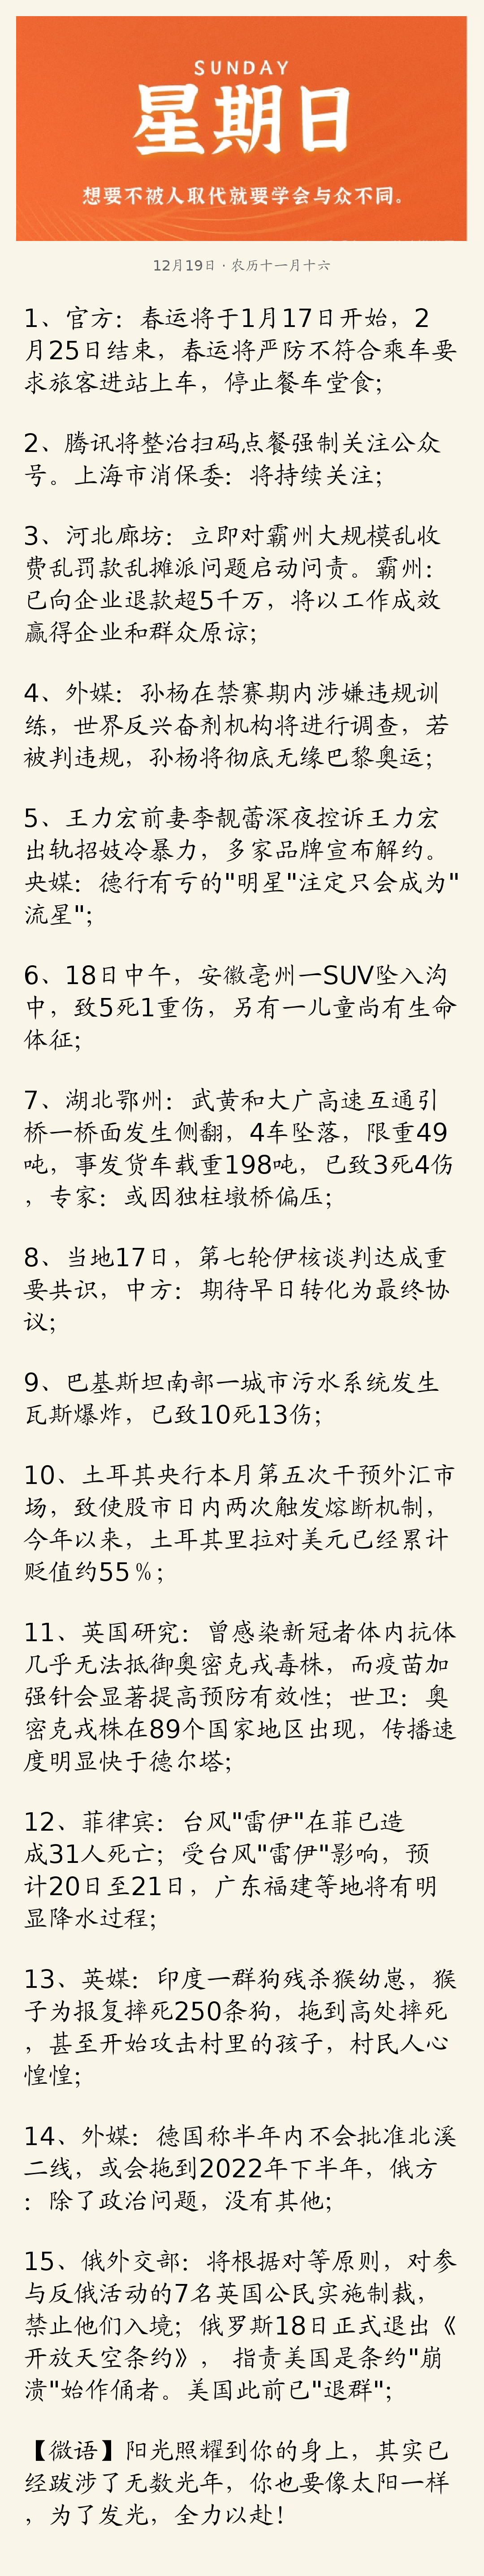 SUNDAY
星期日
想要不被人取代就要学会与众不同。
12月19日·农历十一月十六
1、官方：春运将于1月17日开始，2
月25日结束，春运将严防不符合乘车要
求旅客进站上车，停止餐车堂食；
2、腾讯将整治扫码点餐强制关注公众
号。上海市消保委：将持续关注；
3、河北廊坊：立即对霸州大规模乱收
费乱罚款乱摊派问题启动问责。霸州：
已向企业退款超5千万，将以工作成效
赢得企业和群众原谅；
4、外媒：孙杨在禁赛期内涉嫌违规训
练，世界反兴奋剂机构将进行调查，若
被判违规，孙杨将彻底无缘巴黎奥运；
5、王力宏前妻李靓蕾深夜控诉王力宏
出轨招妓冷暴力，多家品牌宣布解约。
央媒：德行有亏的"明星"注定只会成为"
流星"；
6、18日中午，安徽亳州一SUV坠入沟
中，致5死1重伤，另有一儿童尚有生命
体征；
7、湖北鄂州：武黄和大广高速互通引
桥一桥面发生侧翻，4车坠落，限重49
吨，事发货车载重198吨，已致3死4伤
，专家：或因独柱墩桥偏压；
8、当地17日，第七轮伊核谈判达成重
要共识，中方：期待早日转化为最终协
议；
9、巴基斯坦南部一城市污水系统发生
瓦斯爆炸，已致10死13伤；
10、土耳其央行本月第五次干预外汇市
场，致使股市日内两次触发熔断机制，
今年以来，土耳其里拉对美元已经累计
贬值约55％；
11、英国研究：曾感染新冠者体内抗体
几乎无法抵御奥密克戎毒株，而疫苗加
强针会显著提高预防有效性；世卫：奥
密克戎株在89个国家地区出现，传播速
度明显快于德尔塔；
12、菲律宾：台风"雷伊"在菲已造
成31人死亡；受台风"雷伊"影响，预
计20日至21日，广东福建等地将有明
显降水过程；
13、英媒：印度一群狗残杀猴幼崽，猴
子为报复摔死250条狗，拖到高处摔死
，甚至开始攻击村里的孩子，村民人心
惶惶；
14、外媒：德国称半年内不会批准北溪
二线，或会拖到2022年下半年，俄方
：除了政治问题，没有其他；
15、俄外交部：将根据对等原则，对参
与反俄活动的7名英国公民实施制裁，
禁止他们入境；俄罗斯18日正式退出《
开放天空条约》， 指责美国是条约"崩
溃"始作俑者。美国此前已"退群"；
【微语】阳光照耀到你的身上，其实已
经跋涉了无数光年，你也要像太阳一样
，为了发光，全力以赴！